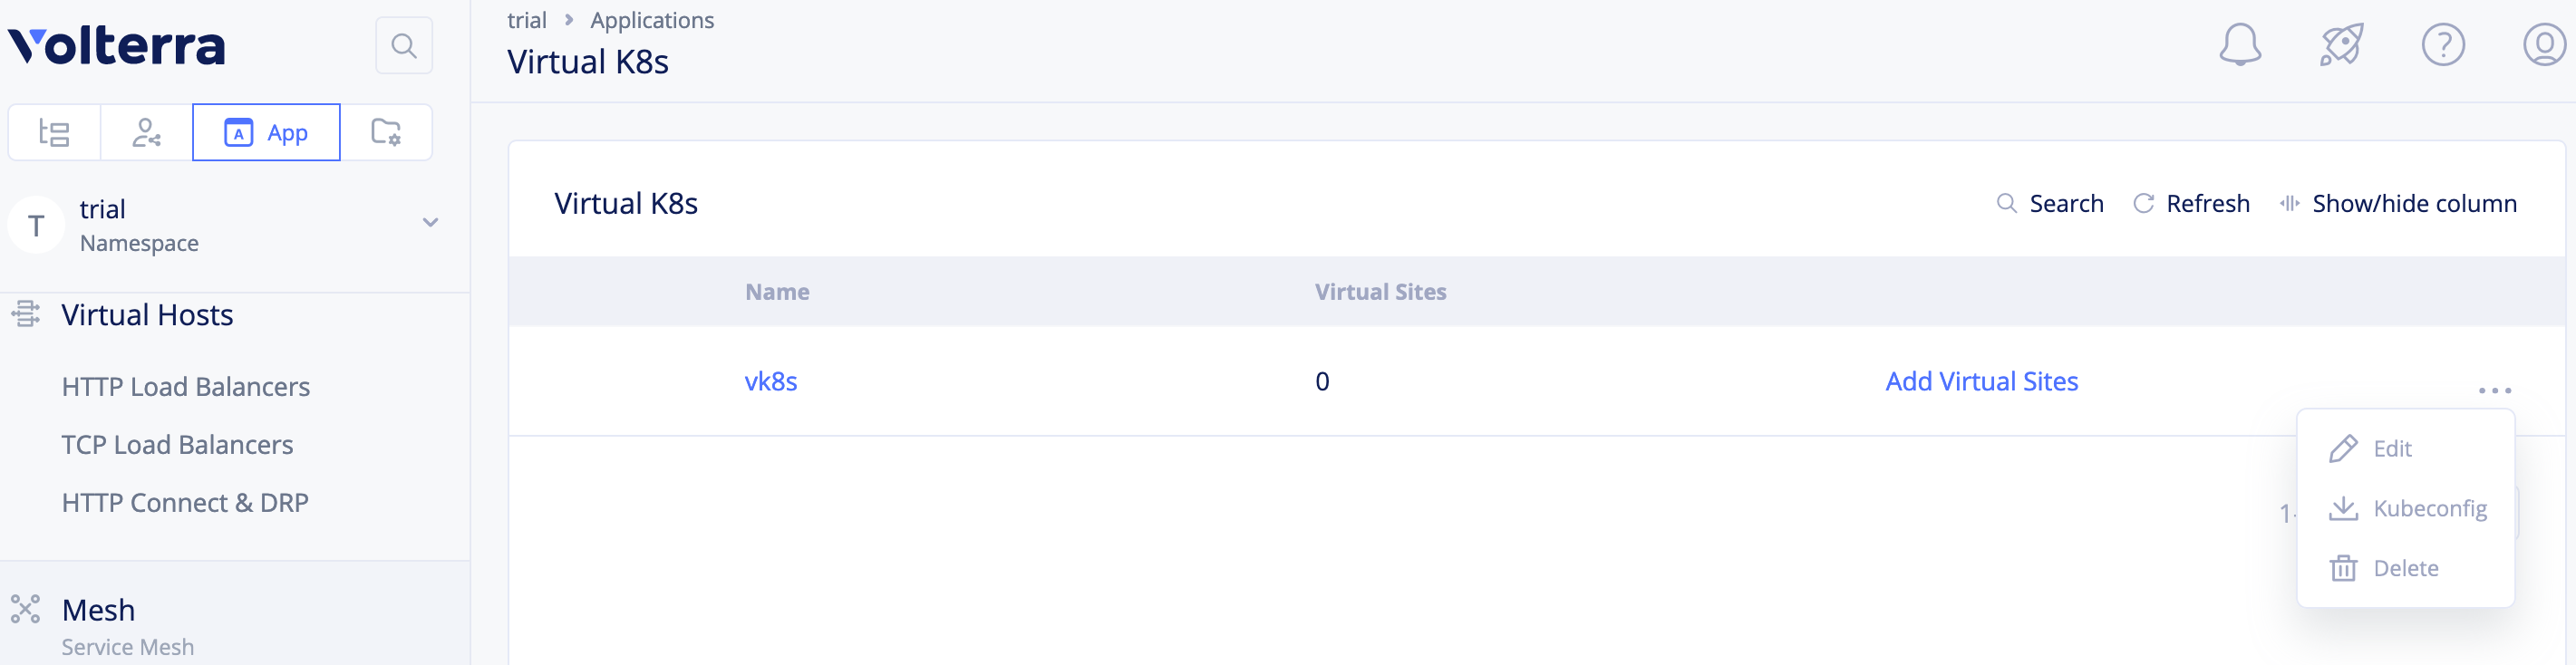 Volterra
App
T
trial
Namespace
Virtual Hosts
HTTP Load Balancers
TCP Load Balancers
HTTP Connect & DRP
Mesh
Service Mesh
trial > Applications
Virtual K8s
Virtual K8s
Search Refresh Show/hide column
Name Virtual Sites
vk8s 0 Add Virtual Sites ...
Edit
Kubeconfig
Delete